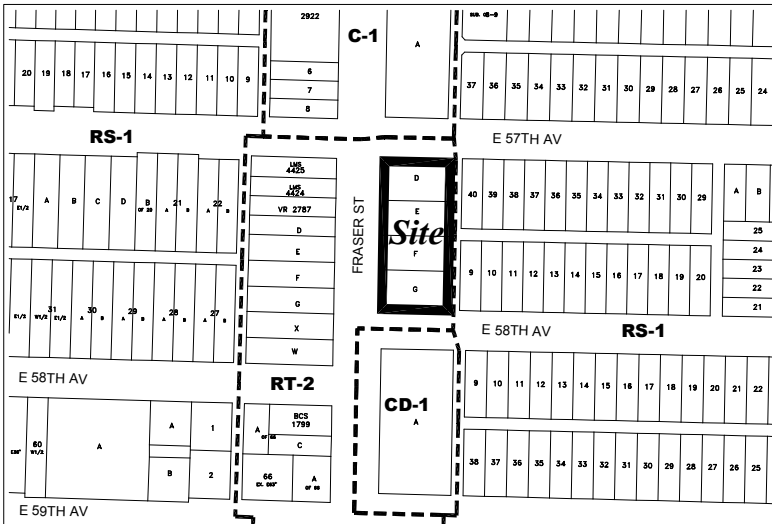 2922
C-1
A
SUB. OE-9
6
7
8
20 19 18 17 16 15 14 13 12 11 10 9
37 36 35 34 33 32 31 30 29 28 27 26 25 24
RS-1
E 57TH AV
LMS
4425
LMS
4424
VR 2787
D
E
F
G
X
W
FRASER ST
D
E
Site
F
G
17
E1/2
A B C D B
OF 20
21
A B
22
A B
40 39 38 37 36 35 34 33 32 31 30 29
A B
25
24
23
22
21
9 10 11 12 13 14 15 16 17 18 19 20
31
E1/2 W1/2 E1/2
30
A B
29
A B
28
A B
27
A B
E 58TH AV
RS-1
E 58TH AV
RT-2
CD-1
A
9 10 11 12 13 14 15 16 17 18 19 20 21 22
38 37 36 35 34 33 32 31 30 29 28 27 26 25
60
W1/2
A
A
B
1
2
A
BCS
1799
C
66
A
E 59TH AV